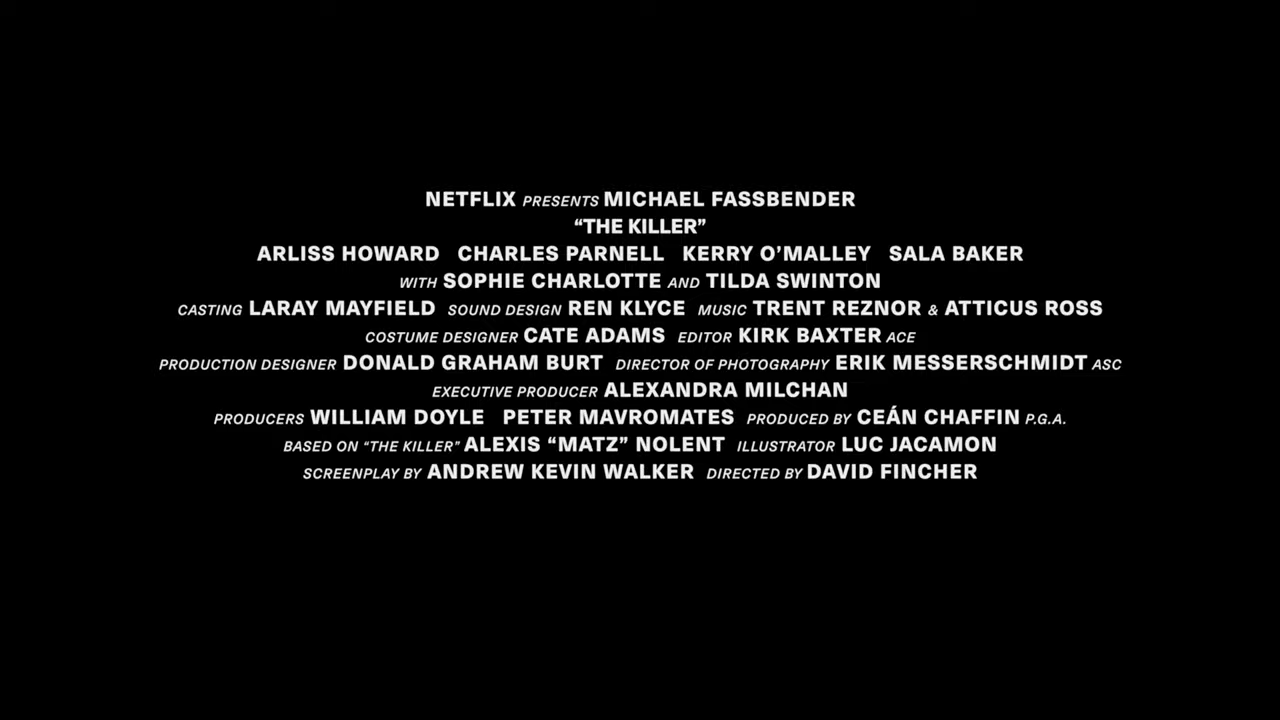 NETFLIX PRESENTS MICHAEL FASSBENDER
“THE KILLER”
ARLISS HOWARD CHARLES PARNELL KERRY O’MALLEY SALA BAKER
WITH SOPHIE CHARLOTTE AND TILDA SWINTON
CASTING LARAY MAYFIELD SOUND DESIGN REN KLYCE MUSIC TRENT REZNOR & ATTICUS ROSS
COSTUME DESIGNER CATE ADAMS EDITOR KIRK BAXTER ACE
PRODUCTION DESIGNER DONALD GRAHAM BURT DIRECTOR OF PHOTOGRAPHY ERIK MESSERSCHMIDT ASC
EXECUTIVE PRODUCER ALEXANDRA MILCHAN
PRODUCERS WILLIAM DOYLE PETER MAVROMATES PRODUCED BY CEÁN CHAFFIN P.G.A.
BASED ON “THE KILLER” ALEXIS “MATZ” NOLENT ILLUSTRATOR LUC JACAMON
SCREENPLAY BY ANDREW KEVIN WALKER DIRECTED BY DAVID FINCHER